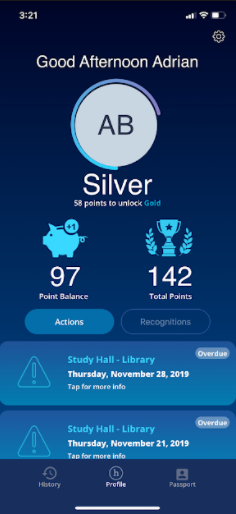 3:21
Good Afternoon Adrian
AB
Silver
58 points to unlock Gold
+1
97
142
Point Balance
Total Points
Actions
Recognitions
Overdue
Study Hall - Library
Thursday, November 28, 2019
Tap for more info
Overdue
Study Hall - Library
Thursday, November 21, 2019
Tap for more info
h
History
Profile
Passport